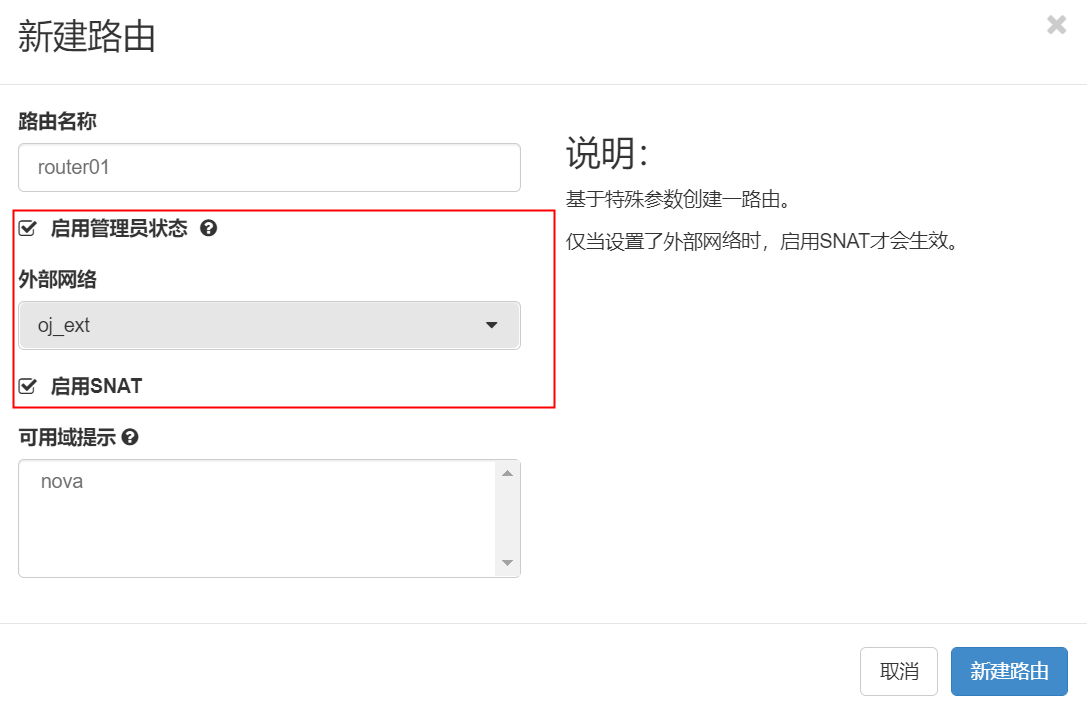 新建路由
路由名称
router01
启用管理员状态
外部网络
oj_ext
启用SNAT
可用域提示
nova
说明：
基于特殊参数创建一路由。
仅当设置了外部网络时，启用SNAT才会生效。
取消
新建路由